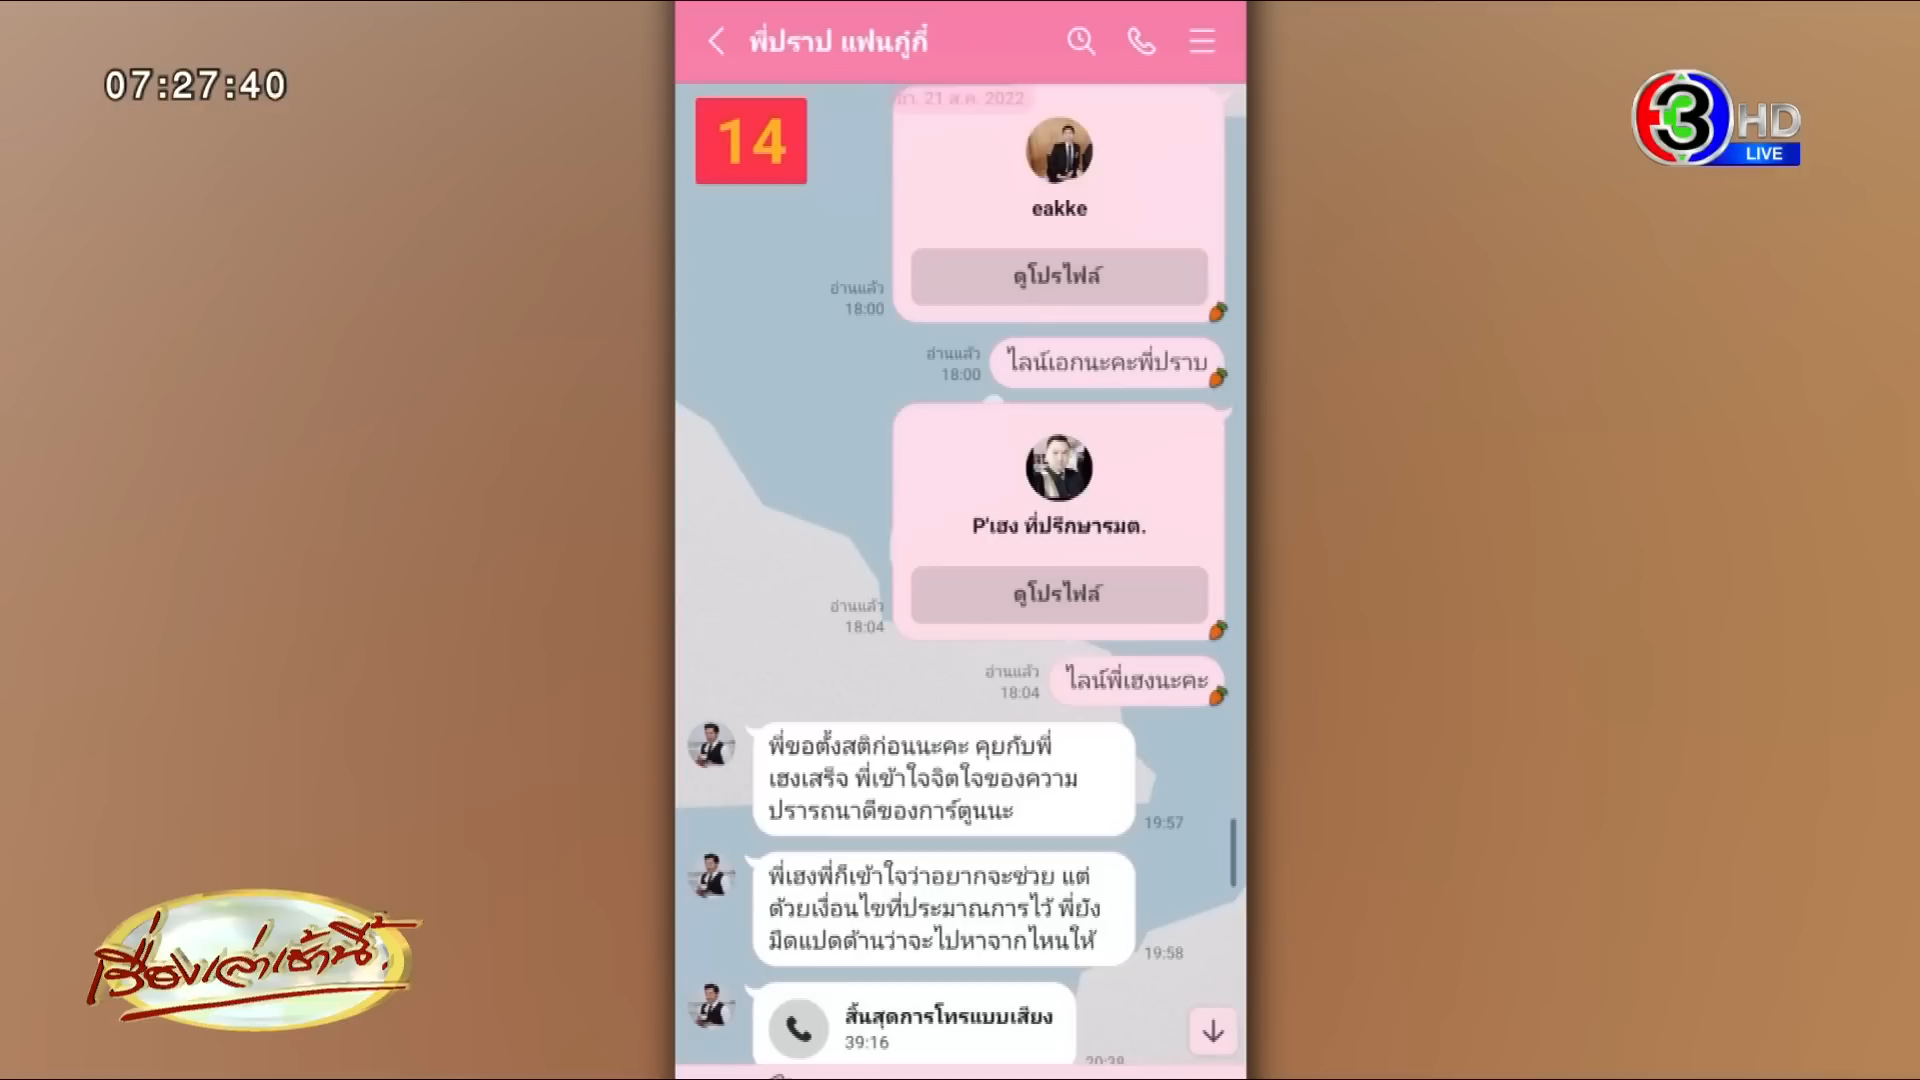 07:27:40
พี่ปราป แฟนกู๋กี๋
3 HD
LIVE
14
21 ส.ค. 2022
eakke
ดูโปรไฟล์
อ่านแล้ว
18:00
ไลน์เอกนะคะพี่ปราบ
อ่านแล้ว
18:00
P'เฮง ที่ปรึกษารมต.
ดูโปรไฟล์
อ่านแล้ว
18:04
ไลน์พี่เฮงนะคะ
อ่านแล้ว
18:04
พี่ขอตั้งสติก่อนนะคะ คุยกับพี่
เฮงเสร็จ พี่เข้าใจจิตใจของความ
ปรารถนาดีของการ์ตูนนะ
19:57
พี่เฮงพี่ก็เข้าใจว่าอยากจะช่วย แต่
ด้วยเงื่อนไขที่ประมาณการไว้ พี่ยัง
มืดแปดด้านว่าจะไปหาจากไหนให้
19:58
สิ้นสุดการโทรแบบเสียง
39:16
20:38
เรื่องเล่าเช้านี้